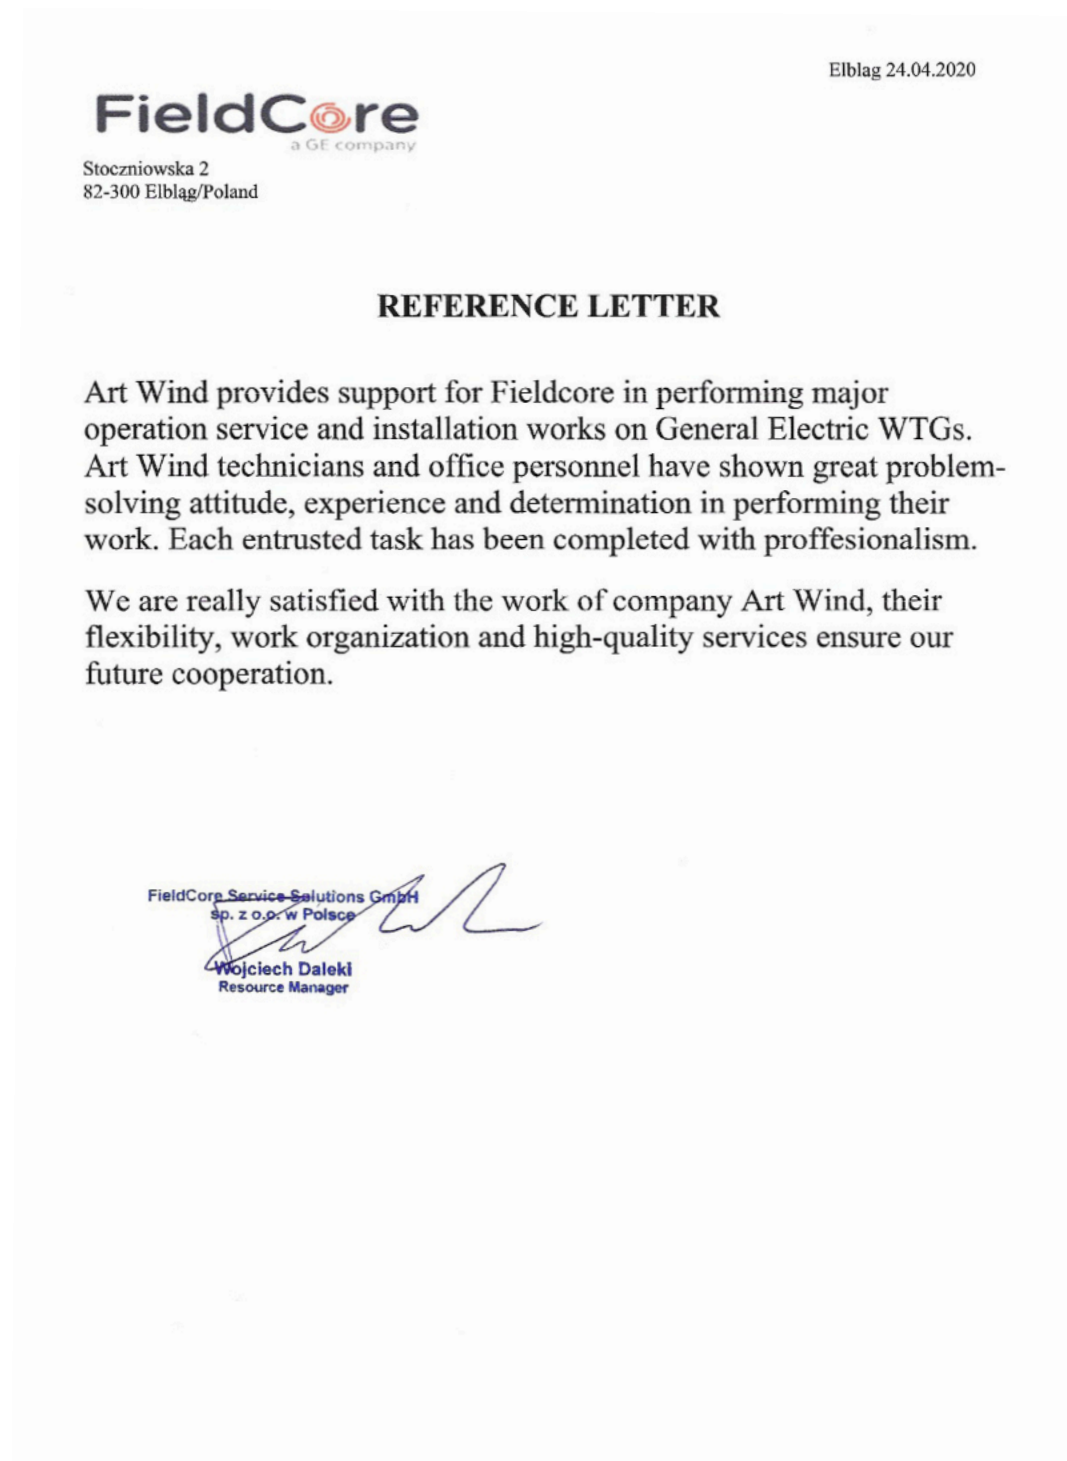 Elblag 24.04.2020
FieldCore
a GE company
Stoczniowska 2
82-300 Elbląg/Poland
REFERENCE LETTER
Art Wind provides support for Fieldcore in performing major
operation service and installation works on General Electric WTGs.
Art Wind technicians and office personnel have shown great problem-
solving attitude, experience and determination in performing their
work. Each entrusted task has been completed with proffesionalism.
We are really satisfied with the work of company Art Wind, their
flexibility, work organization and high-quality services ensure our
future cooperation.
FieldCore Service Solutions GmbH
sp. z o.o. w Polsce
Wojciech Daleki
Resource Manager